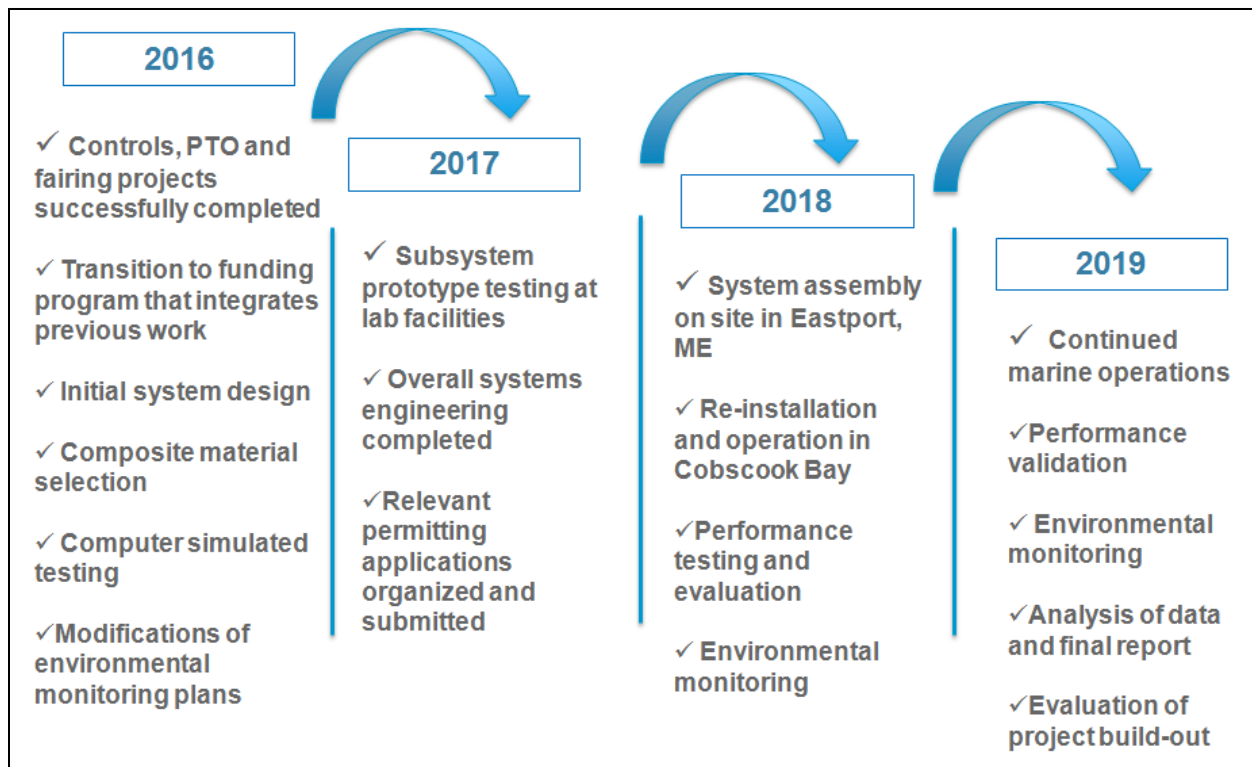 2016
✓ Controls, PTO and
fairing projects
successfully completed
✓ Transition to funding
program that integrates
previous work
✓ Initial system design
✓ Composite material
selection
✓ Computer simulated
testing
✓Modifications of
environmental
monitoring plans
2017
✓ Subsystem
prototype testing at
lab facilities
✓ Overall systems
engineering
completed
✓Relevant
permitting
applications
organized and
submitted
2018
✓ System assembly
on site in Eastport,
ME
✓ Re-installation
and operation in
Cobscook Bay
✓Performance
testing and
evaluation
✓ Environmental
monitoring
2019
✓ Continued
marine operations
✓Performance
validation
✓ Environmental
monitoring
✓ Analysis of data
and final report
✓Evaluation of
project build-out